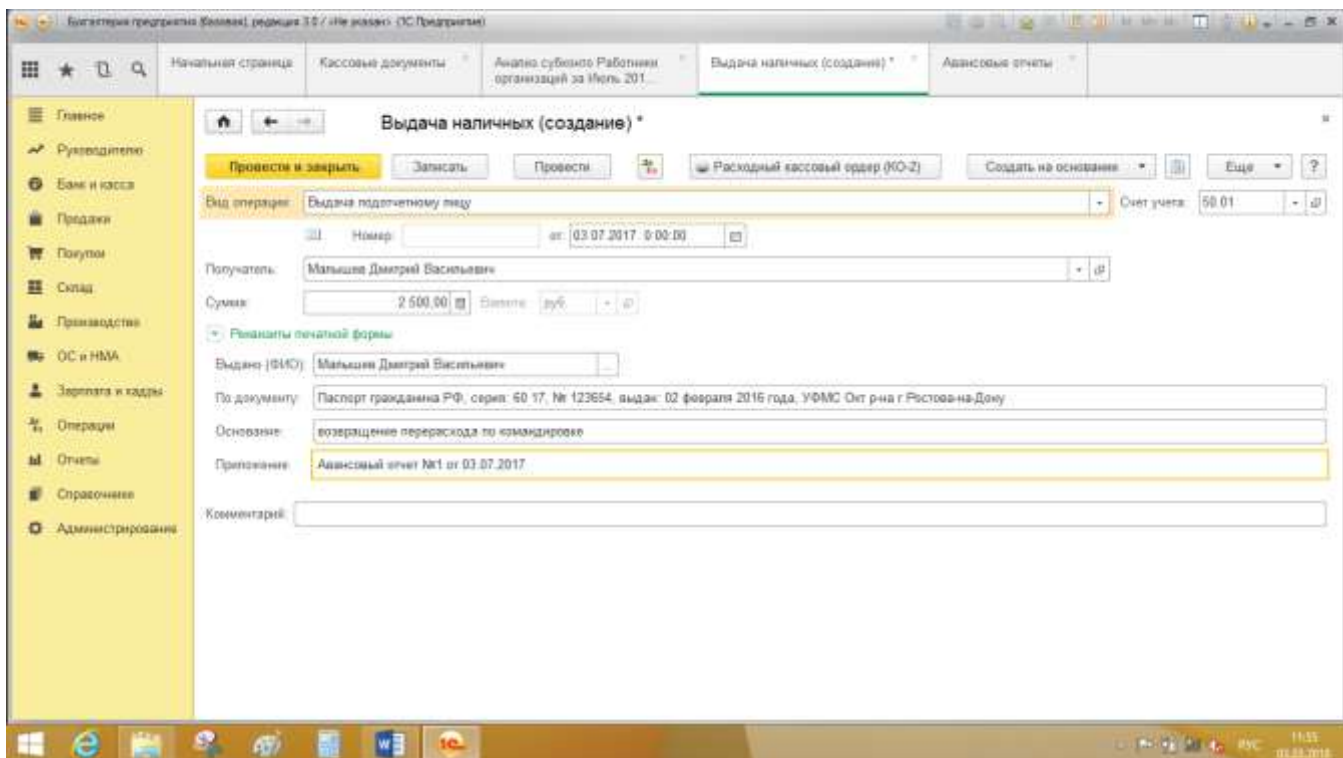 Бухгалтерия предприятия (базовая), редакция 3.0 / <Не указан> (1С:Предприятие)
Начальная страница
Кассовые документы
Анализ субконто Работники организаций за Июль 201...
Выдача наличных (создание) *
Авансовые отчеты
Главное
Руководителю
Банк и касса
Продажи
Покупки
Склад
Производство
ОС и НМА
Зарплата и кадры
Операции
Отчеты
Справочники
Администрирование
Выдача наличных (создание) *
Провести и закрыть
Записать
Провести
Расходный кассовый ордер (КО-2)
Создать на основании
Еще
?
Вид операции: Выдача подотчетному лицу
Счет учета: 50.01
Номер: от: 03.07.2017 0:00:00
Получатель: Малышев Дмитрий Васильевич
Сумма: 2 500,00 Валюта: руб.
Реквизиты печатной формы
Выдано (ФИО): Малышев Дмитрий Васильевич ...
По документу: Паспорт гражданина РФ, серия: 60 17, № 123654, выдан: 02 февраля 2016 года, УФМС Окт р-на г Ростова-на-Дону
Основание: возвращение перерасхода по командировке
Приложение: Авансовый отчет №1 от 03.07.2017
Комментарий:
РУС
11:55